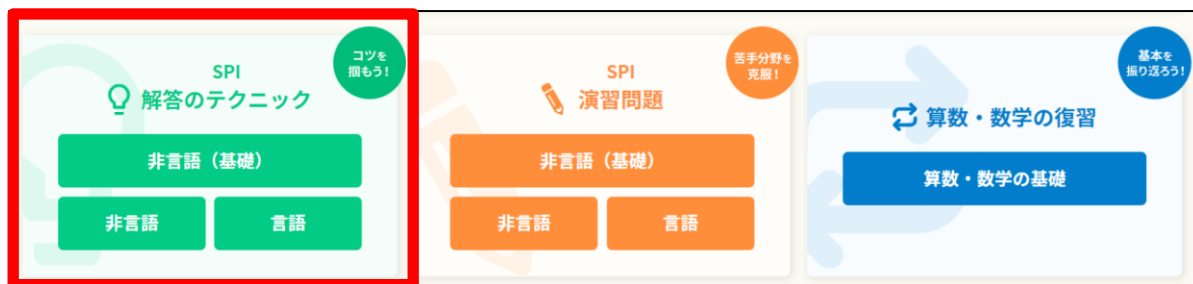 コツを
掴もう!
SPI
解答のテクニック
非言語（基礎）
非言語
言語
苦手分野を
克服！
SPI
演習問題
非言語（基礎）
非言語
言語
基本を
振り返ろう!
算数・数学の復習
算数・数学の基礎